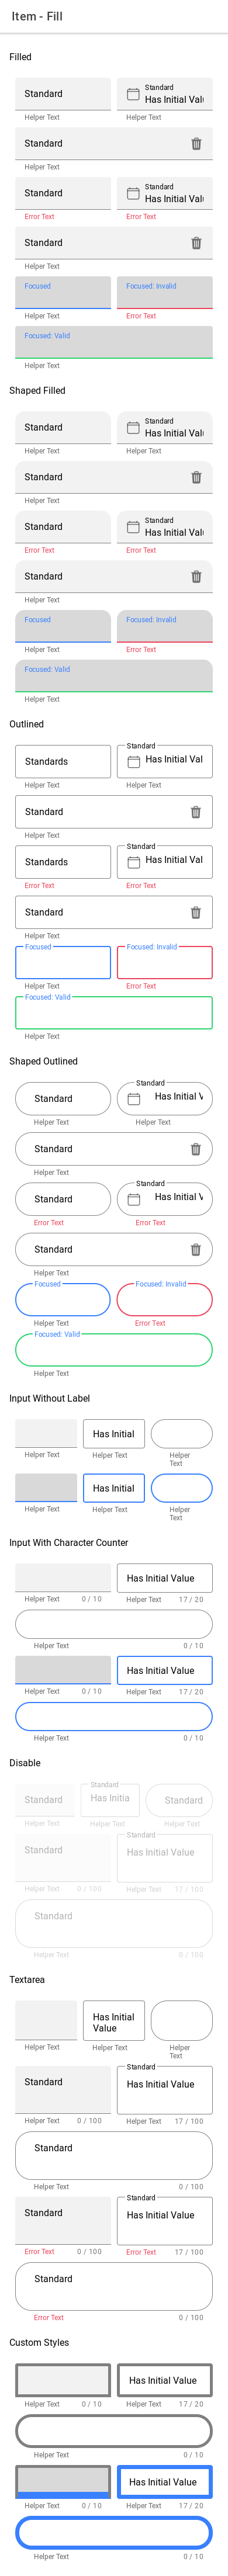 Item - Fill
Filled
Standard
Standard
Has Initial Valu
Helper Text
Helper Text
Standard
Helper Text
Standard
Standard
Has Initial Valu
Error Text
Helper Text
Standard
Helper Text
Focused
Focused: Invalid
Helper Text
Error Text
Focused: Valid
Helper Text
Shaped Filled
Standard
Standard
Has Initial Valu
Helper Text
Helper Text
Standard
Helper Text
Standard
Standard
Has Initial Valu
Error Text
Error Text
Standard
Helper Text
Focused
Focused: Invalid
Helper Text
Error Text
Focused: Valid
Helper Text
Outlined
Standards
Standard
Has Initial Val
Helper Text
Helper Text
Standard
Helper Text
Standards
Standard
Has Initial Val
Error Text
Error Text
Standard
Helper Text
Focused
Focused: Invalid
Helper Text
Error Text
Focused: Valid
Helper Text
Shaped Outlined
Standard
Standard
Has Initial V
Helper Text
Helper Text
Standard
Helper Text
Standard
Standard
Has Initial V
Error Text
Error Text
Standard
Helper Text
Focused
Focused: Invalid
Helper Text
Error Text
Focused: Valid
Helper Text
Input Without Label
Has Initial
Helper Text
Helper Text
Helper
Text
Has Initial
Helper Text
Helper Text
Helper
Text
Input With Character Counter
Has Initial Value
Helper Text 0 / 10
Helper Text 17 / 20
Helper Text 0 / 10
Has Initial Value
Helper Text 0 / 10
Helper Text 17 / 20
Helper Text 0 / 10
Disable
Standard
Standard
Has Initia
Standard
Helper Text
Helper Text
Helper Text
Standard
Standard
Has Initial Value
Helper Text 0 / 100
Helper Text 17 / 100
Standard
Helper Text 0 / 100
Textarea
Has Initial
Value
Helper Text
Helper Text
Helper
Text
Standard
Standard
Has Initial Value
Helper Text 0 / 100
Helper Text 17 / 100
Standard
Helper Text 0 / 100
Standard
Standard
Has Initial Value
Error Text 0 / 100
Error Text 17 / 100
Standard
Error Text 0 / 100
Custom Styles
Has Initial Value
Helper Text 0 / 10
Helper Text 17 / 20
Helper Text 0 / 10
Has Initial Value
Helper Text 0 / 10
Helper Text 17 / 20
Helper Text 0 / 10